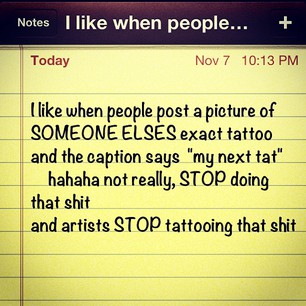 Notes
I like when people...
+
Today
Nov 7 10:13 PM
I like when people post a picture of
SOMEONE ELSES exact tattoo
and the caption says "my next tat"
hahaha not really, STOP doing
that shit
and artists STOP tattooing that shit